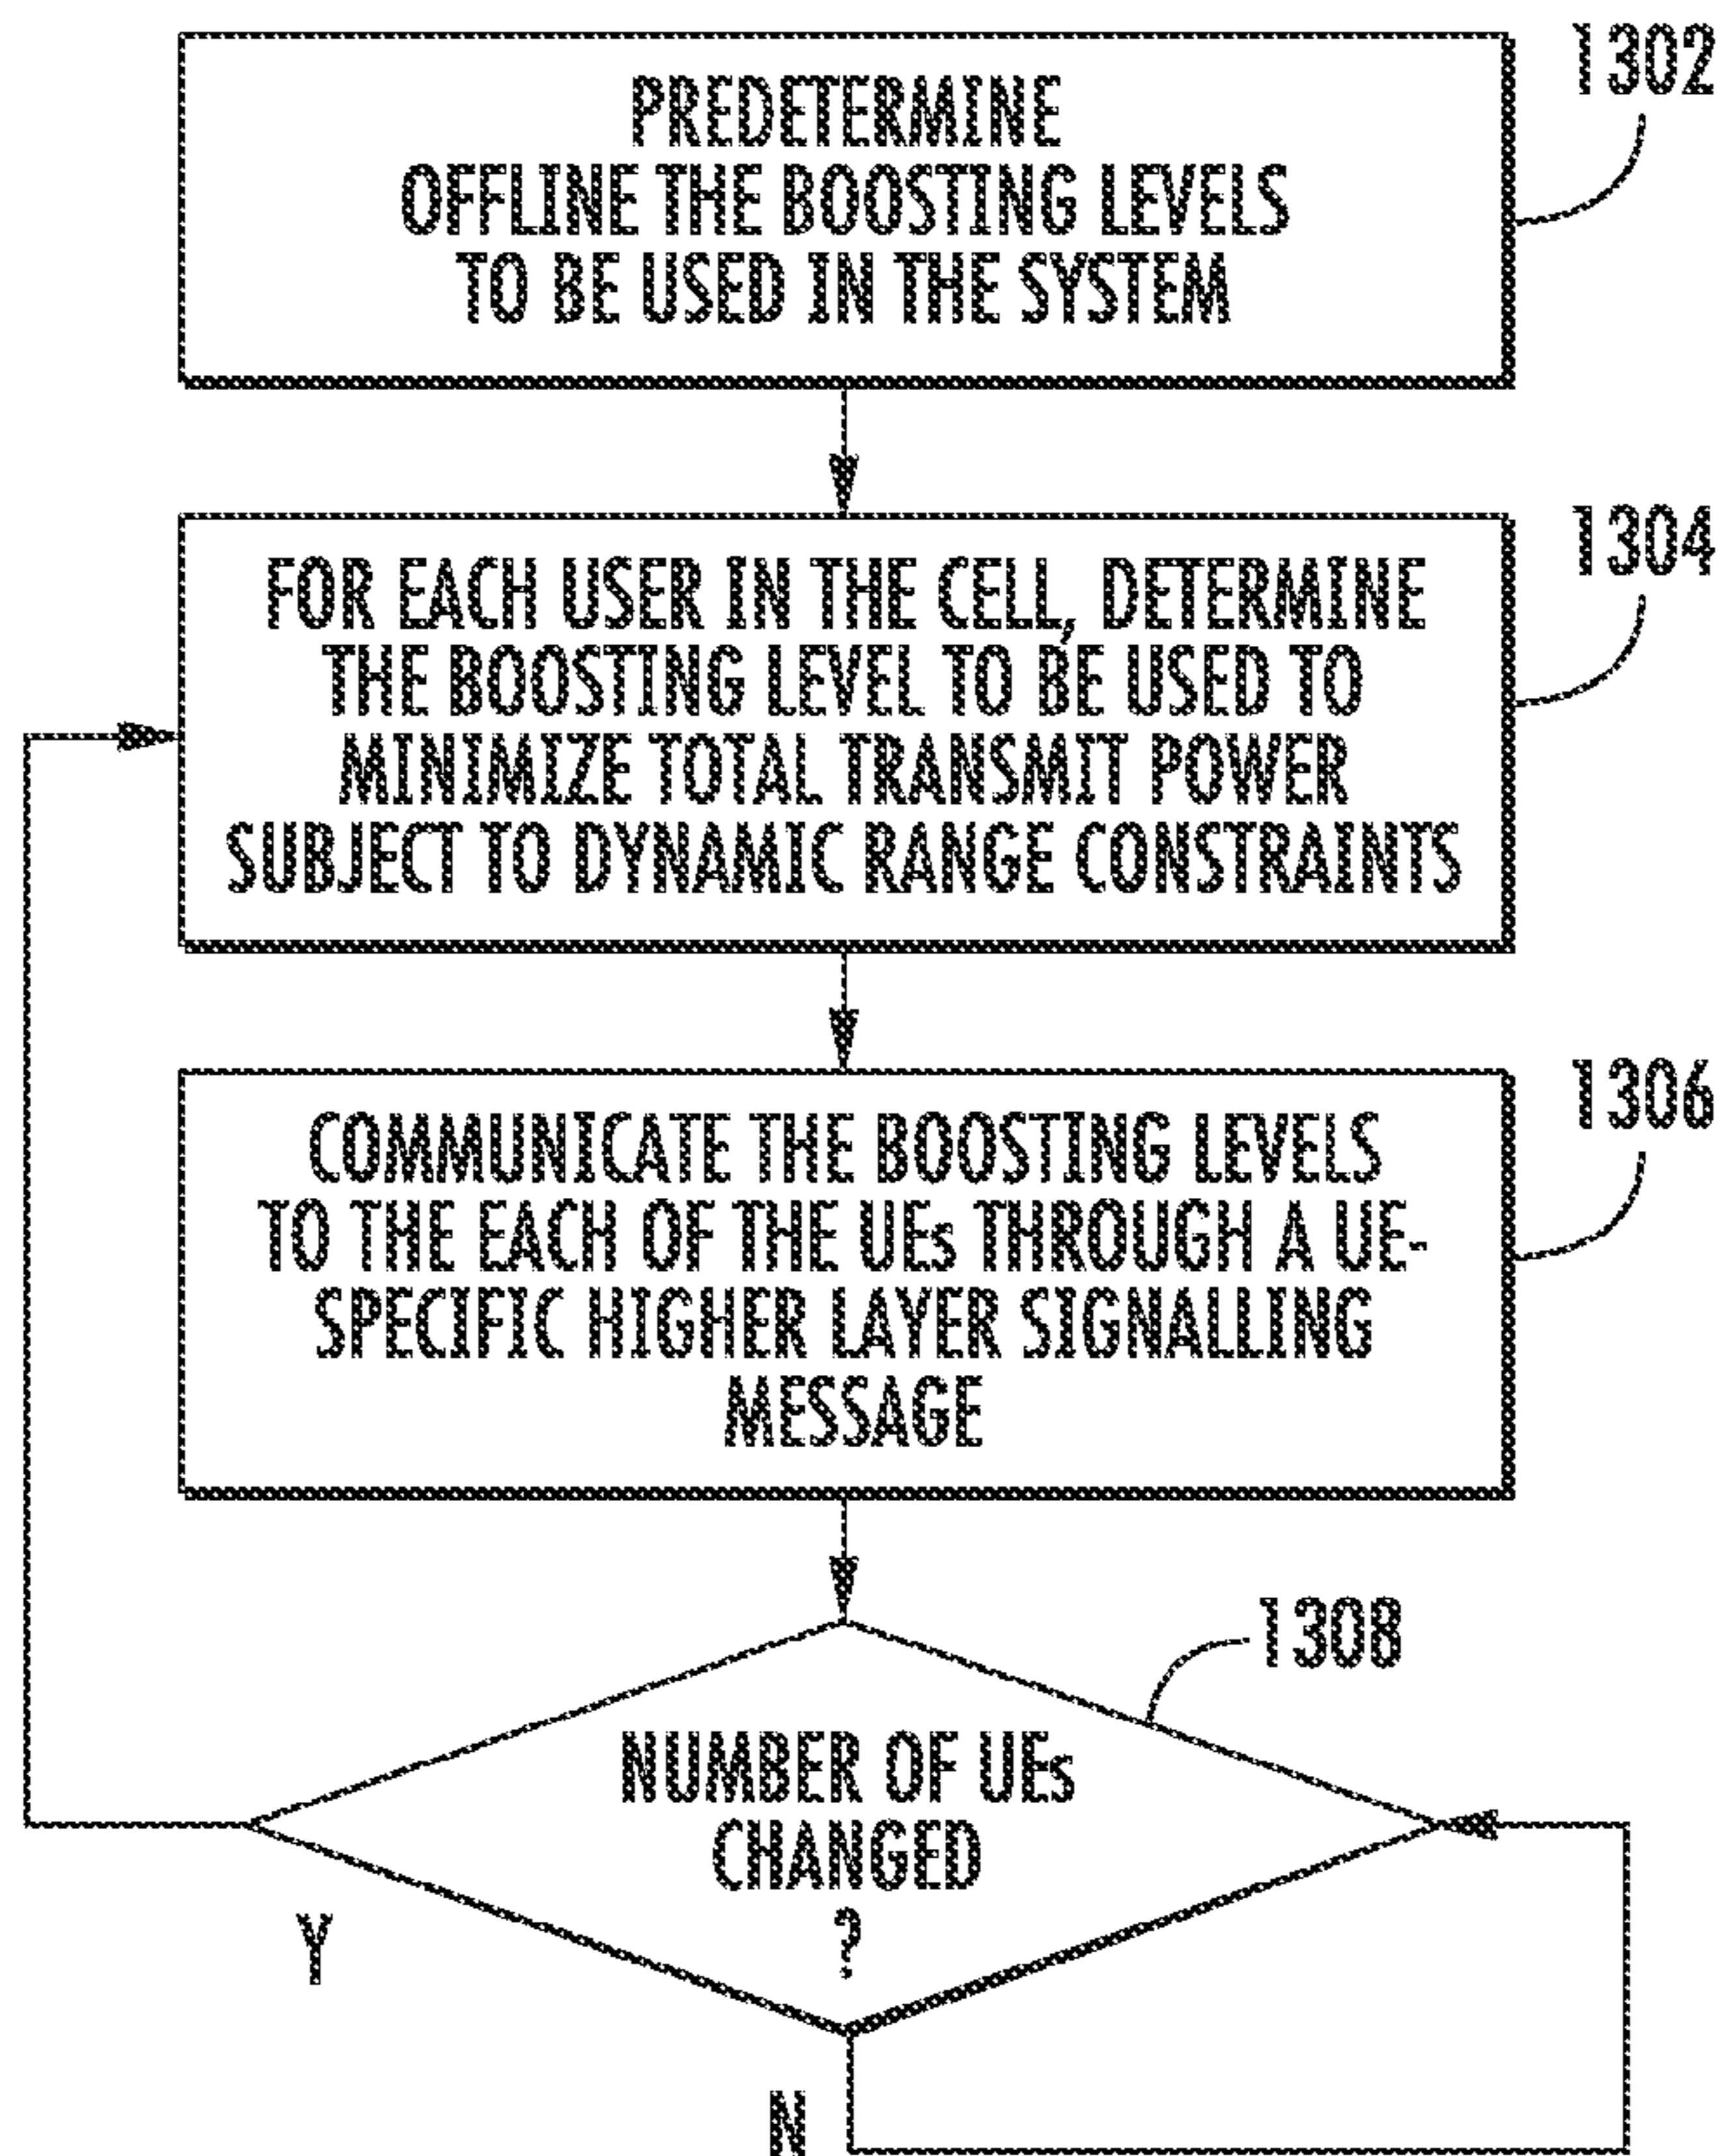 1302
PREDETERMINE
OFFLINE THE BOOSTING LEVELS
TO BE USED IN THE SYSTEM
1304
FOR EACH USER IN THE CELL, DETERMINE
THE BOOSTING LEVEL TO BE USED TO
MINIMIZE TOTAL TRANSMIT POWER
SUBJECT TO DYNAMIC RANGE CONSTRAINTS
1306
COMMUNICATE THE BOOSTING LEVELS
TO THE EACH OF THE UEs THROUGH A UE-
SPECIFIC HIGHER LAYER SIGNALLING
MESSAGE
1308
NUMBER OF UEs
CHANGED
?
Y
N